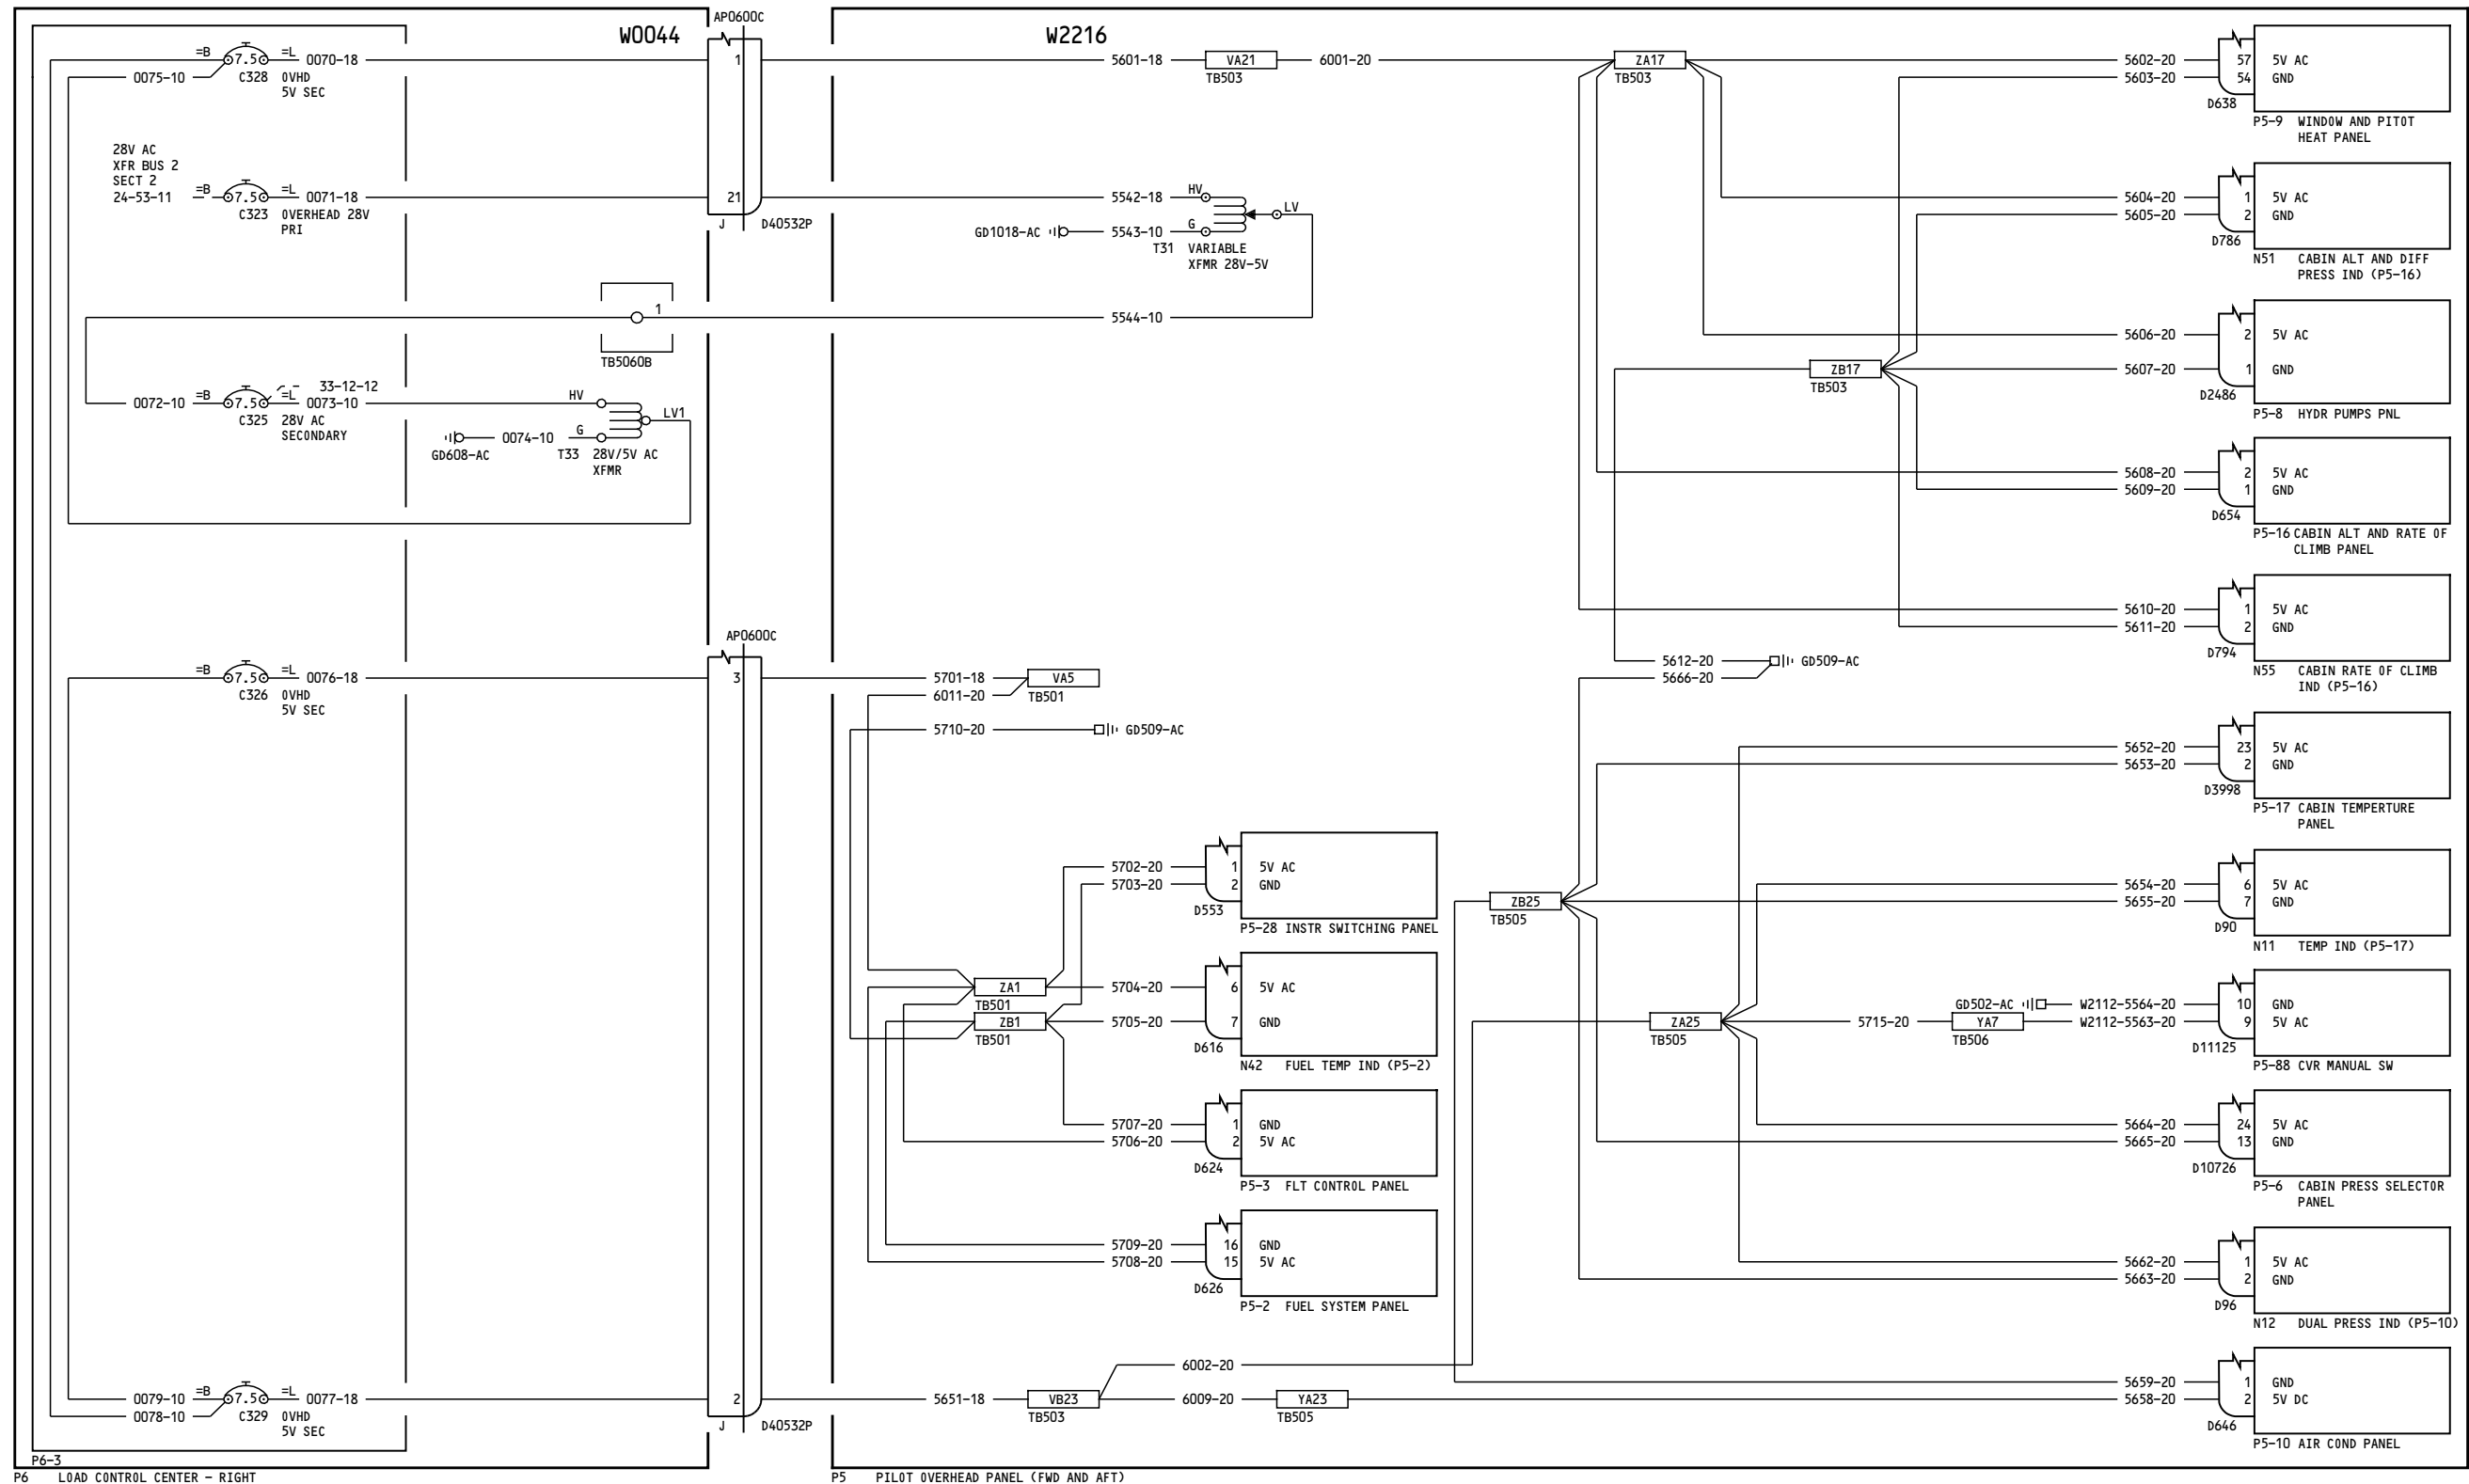 W0044
AP0600C
W2216
=B 7.5 =L 0070-18
0075-10
C328 0VHD
5V SEC
1
5601-18 VA21 6001-20
TB503
ZA17
TB503
5602-20 57 5V AC
5603-20 54 GND
D638
P5-9 WINDOW AND PITOT
HEAT PANEL
28V AC
XFR BUS 2
SECT 2
24-53-11 =B 7.5 =L 0071-18
C323 OVERHEAD 28V
PRI
21
J D40532P
5542-18 HV
LV
GD1018-AC 5543-10 G
T31 VARIABLE
XFMR 28V-5V
5604-20 1 5V AC
5605-20 2 GND
D786
N51 CABIN ALT AND DIFF
PRESS IND (P5-16)
1
TB5060B
5544-10
5606-20 2 5V AC
ZB17
TB503
5607-20 1 GND
D2486
P5-8 HYDR PUMPS PNL
33-12-12
0072-10 =B 7.5 =L 0073-10
C325 28V AC
SECONDARY
HV
LV1
GD608-AC 0074-10 G
T33 28V/5V AC
XFMR
5608-20 2 5V AC
5609-20 1 GND
D654
P5-16 CABIN ALT AND RATE OF
CLIMB PANEL
5610-20 1 5V AC
5611-20 2 GND
D794
N55 CABIN RATE OF CLIMB
IND (P5-16)
AP0600C
=B 7.5 =L 0076-18
C326 0VHD
5V SEC
3
5701-18 VA5
6011-20 TB501
5710-20 GD509-AC
5612-20 GD509-AC
5666-20
5652-20 23 5V AC
5653-20 2 GND
D3998
P5-17 CABIN TEMPERTURE
PANEL
5702-20 1 5V AC
5703-20 2 GND
D553
P5-28 INSTR SWITCHING PANEL
ZB25
TB505
5654-20 6 5V AC
5655-20 7 GND
D90
N11 TEMP IND (P5-17)
ZA1
TB501
5704-20 6 5V AC
ZB1
TB501
5705-20 7 GND
D616
N42 FUEL TEMP IND (P5-2)
ZA25
TB505
5715-20 YA7
TB506
GD502-AC W2112-5564-20 10 GND
W2112-5563-20 9 5V AC
D11125
P5-88 CVR MANUAL SW
5707-20 1 GND
5706-20 2 5V AC
D624
P5-3 FLT CONTROL PANEL
5664-20 24 5V AC
5665-20 13 GND
D10726
P5-6 CABIN PRESS SELECTOR
PANEL
5709-20 16 GND
5708-20 15 5V AC
D626
P5-2 FUEL SYSTEM PANEL
5662-20 1 5V AC
5663-20 2 GND
D96
N12 DUAL PRESS IND (P5-10)
0079-10 =B 7.5 =L 0077-18
0078-10
C329 0VHD
5V SEC
2
J D40532P
6002-20
5651-18 VB23 6009-20 YA23
TB503
TB505
5659-20 1 GND
5658-20 2 5V DC
D646
P5-10 AIR COND PANEL
P6-3
P6 LOAD CONTROL CENTER - RIGHT
P5 PILOT OVERHEAD PANEL (FWD AND AFT)